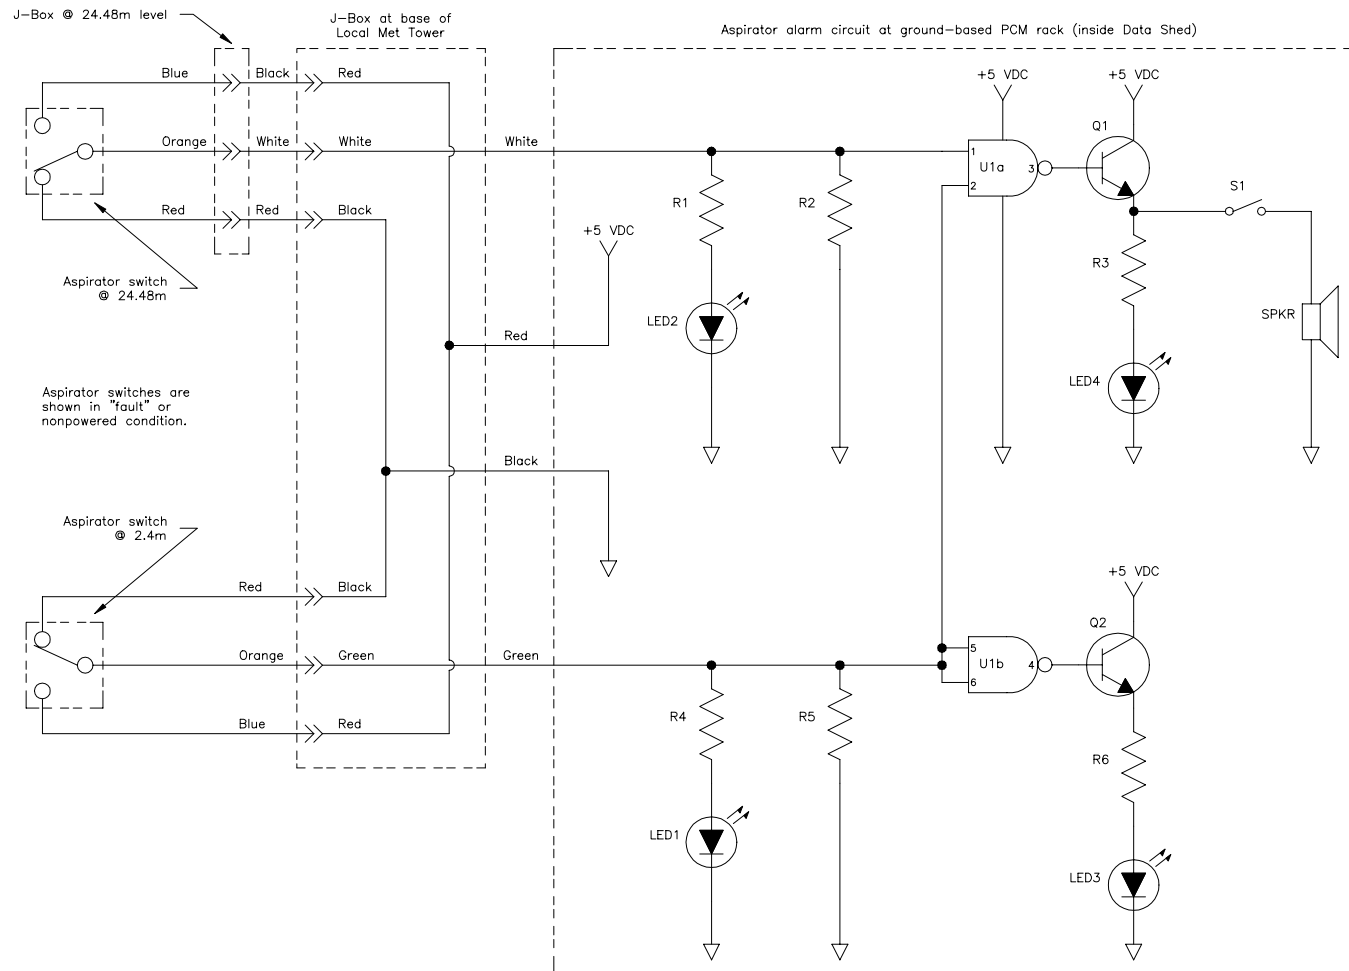 J-Box @ 24.48m level
J-Box at base of
Local Met Tower
Aspirator alarm circuit at ground-based PCM rack (inside Data Shed)
Blue
Black
Red
+5 VDC
+5 VDC
Q1
Orange
White
White
White
1
2
U1a
3
S1
Red
Red
Black
R1
R2
+5 VDC
R3
Aspirator switch
@ 24.48m
LED2
SPKR
Red
LED4
Aspirator switches are
shown in "fault" or
nonpowered condition.
Black
Aspirator switch
@ 2.4m
+5 VDC
Red
Black
Q2
Orange
Green
Green
5
6
U1b
4
Blue
Red
R4
R5
R6
LED1
LED3